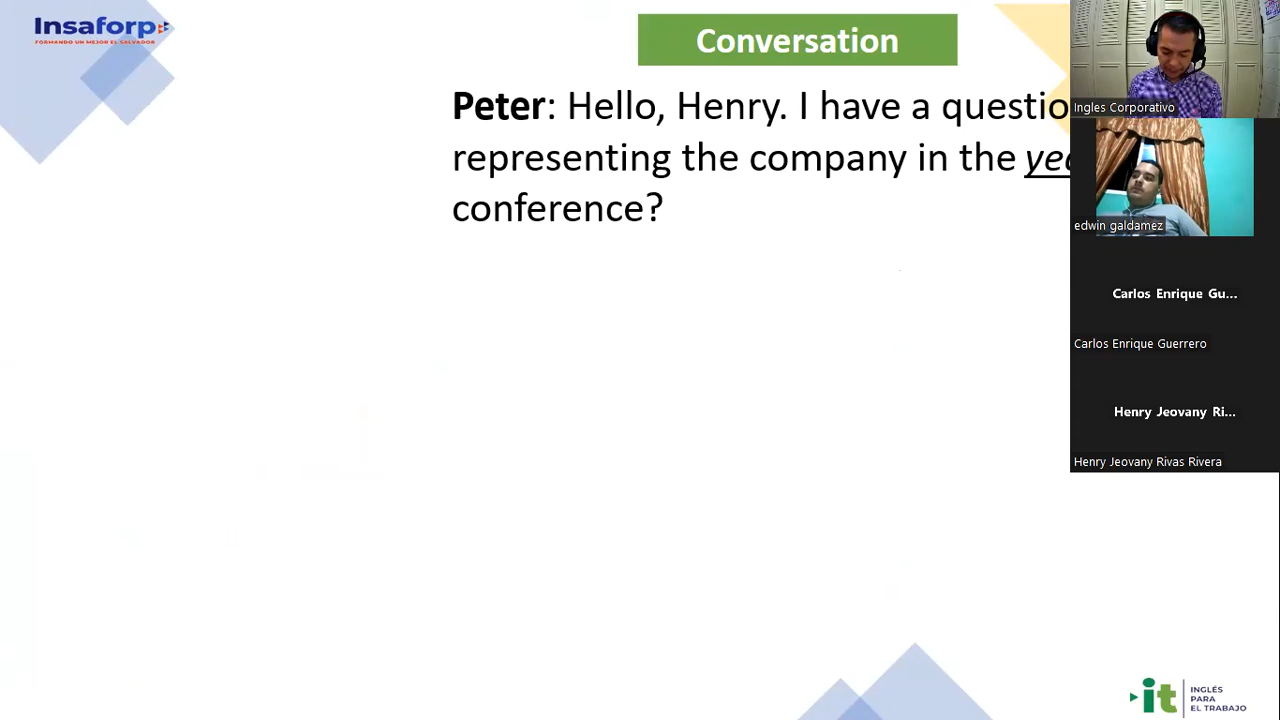 Insaforp
FORMANDO UN MEJOR EL SALVADOR
Conversation
Peter: Hello, Henry. I have a questio
representing the company in the yea
conference?
Ingles Corporativo
edwin galdamez
Carlos Enrique Gu...
Carlos Enrique Guerrero
Henry Jeovany Ri...
Henry Jeovany Rivas Rivera
it
INGLÉS
PARA
EL TRABAJO